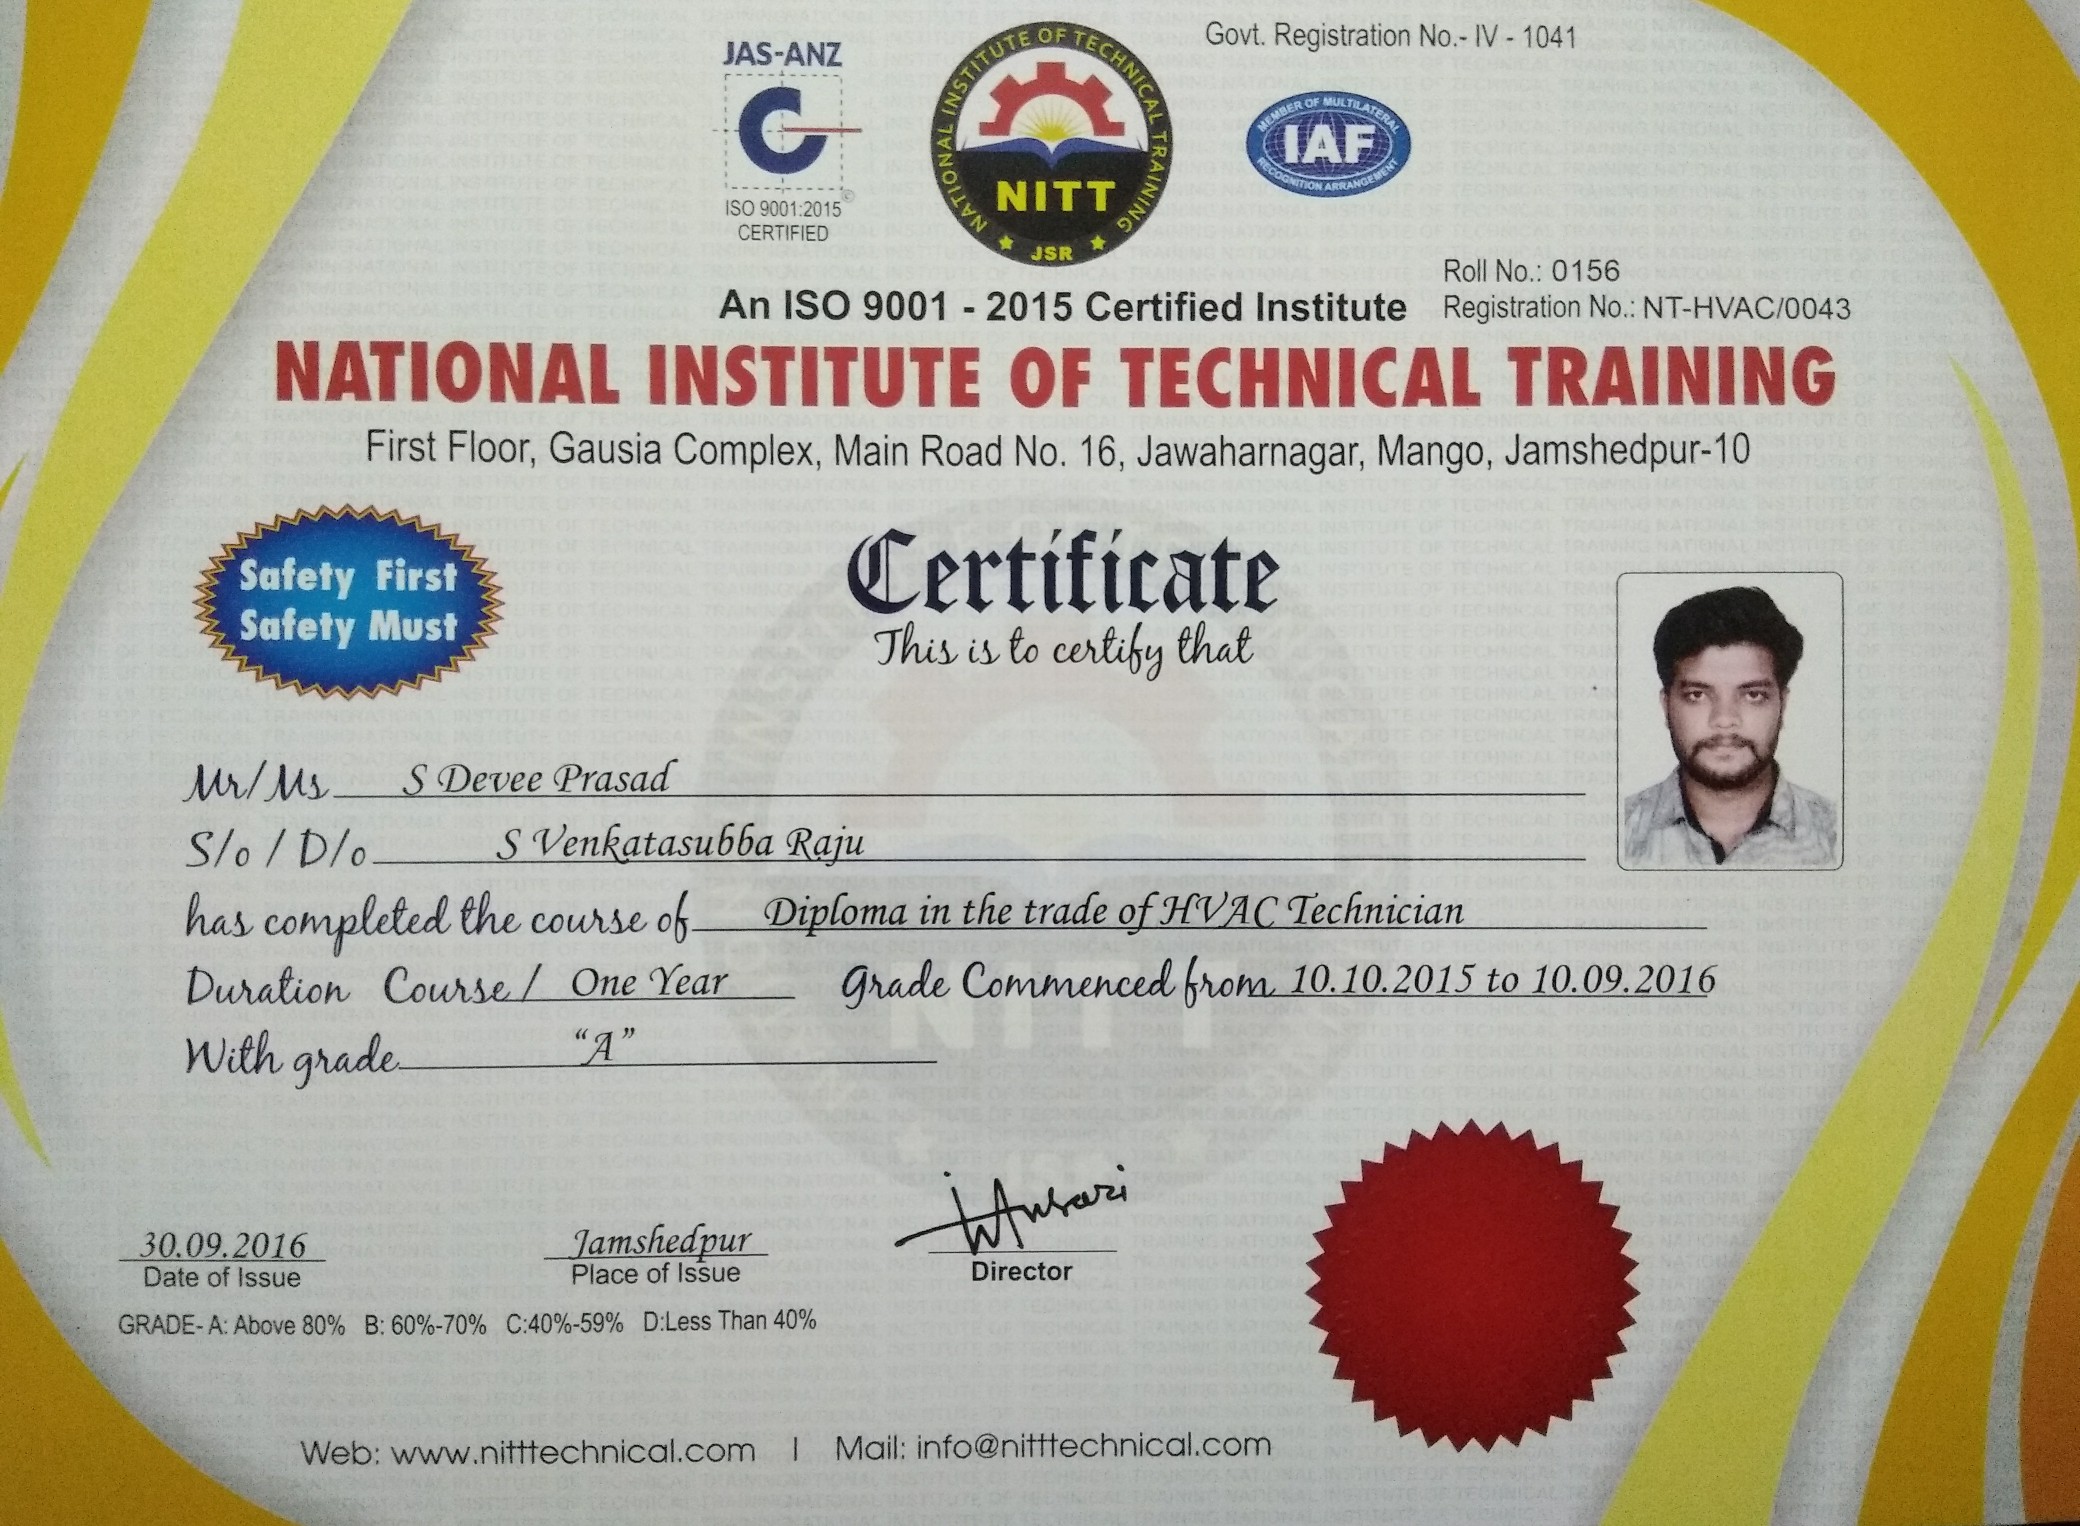 Govt. Registration No.- IV - 1041
JAS-ANZ
ISO 9001:2015
CERTIFIED
NATIONAL INSTITUTE OF TECHNICAL TRAINING
NITT
JSR
MEMBER OF MULTILATERAL
IAF
RECOGNITION ARRANGEMENT
Roll No.: 0156
An ISO 9001 - 2015 Certified Institute
Registration No.: NT-HVAC/0043
NATIONAL INSTITUTE OF TECHNICAL TRAINING
First Floor, Gausia Complex, Main Road No. 16, Jawaharnagar, Mango, Jamshedpur-10
Safety First
Safety Must
Certificate
This is to certify that
Mr/Ms S Devee Prasad
S/o / D/o S Venkatasubba Raju
has completed the course of Diploma in the trade of HVAC Technician
Duration Course / One Year Grade Commenced from 10.10.2015 to 10.09.2016
With grade "A"
30.09.2016
Date of Issue
Jamshedpur
Place of Issue
Director
GRADE- A: Above 80% B: 60%-70% C:40%-59% D:Less Than 40%
Web: www.nitttechnical.com | Mail: info@nitttechnical.com